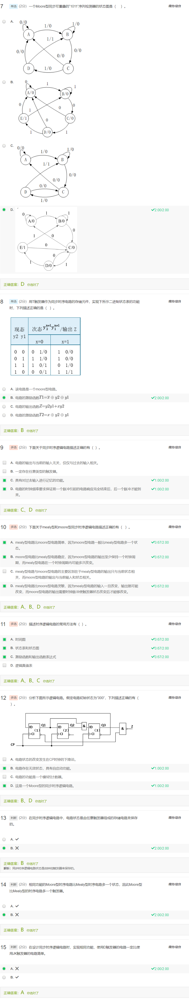 7 单选 (2分) 一个Moore型同步可重叠的"1011"序列检测器的状态图是（ ）。 得分/总分
A.
0/0
1/0
1/0
A
B
1/1
0/0
0/0
0/0
D
1/0
C
B.
0
1
1
A/0
B/0
0
0
0
1
E/1
0
C/0
1
D/0
1
C.
0/0
1/0
1/0
A
B
1/1
0/0
0/0
0/0
D
C
1/0
D.
0
1
1
A/0
B/0
0
1
0
E/1
0
C/0
0
1
D/0
1
2.00/2.00
正确答案：D 你选对了
8 单选 (2分) 用T触发器作为同步时序电路的存储元件，实现下所示二进制状态表的功能 得分/总分
时，下列描述正确的是（ ）。
现态 次态 y₂ⁿ⁺¹y₁ⁿ⁺¹/输出 Z
y2 y1
x=0 x=1
0 0 0 1/0 1 0/0
0 1 1 1/0 1 0/0
1 1 1 0/1 0 1/0
1 0 0 0/1 1 1/1
A. 该电路是一个moore型电路。
B. 电路的激励函数T1=x̅⊕y2⊕y1 2.00/2.00
C. 电路的输出函数Z=y2y1+xy2
D. 电路的激励函数T2=x⊕y2⊕y1
正确答案：B 你选对了
9 多选 (2分) 下面关于同步时序逻辑电路描述正确的有（ ）。 得分/总分
A. 电路的输出与当前的输入无关，仅仅与过去的输入相关。
B. 一定存在任意类型的触发器。
C. 具有对过去输入进行记忆的功能。 1.00/2.00
D. 电路的时钟频率要求保证前一个脉冲引起的电路响应完全结束后，后一个脉冲才能到 1.00/2.00
来。
正确答案：C、D 你选对了
10 多选 (2分) 下面关于mealy型和moore型同步时序逻辑电路描述正确的有（ ）。 得分/总分
A. mealy型电路比moore型电路简单，因为moore型电路一般比mealy型电路多一个状 0.67/2.00
态。
B. moore型电路比mealy型电路稳定，因为moore型电路的输出至少保持一个时钟周 0.67/2.00
期，而mealy型电路在一个时钟周期内可能多次改变。
C. mealy型电路与moore型电路的主要区别在于mealy型电路的输出只与当前状态相
关，而moore型电路的输出与当前输入和状态相关。
D. mealy型电路比moore型电路灵敏，因为mealy型电路的输入一旦改变，输出就可能 0.67/2.00
改变，而moore型电路的输出需要时钟脉冲使触发器状态改变后才能够改变。
正确答案：A、B、D 你选对了
11 多选 (2分) 描述时序逻辑电路的常用方法有（ ）。 得分/总分
A. 时间图 0.67/2.00
B. 状态表和状态图 0.67/2.00
C. 激励函数和输出函数表达式 0.67/2.00
D. 逻辑真值表
正确答案：A、B、C 你选对了
12 多选 (2分) 分析下图所示逻辑电路。假定电路初始状态为"000"，下列描述正确的有（ 得分/总分
）。
ID Q1 ID Q2 & ID Q3 & Z
(1) (2) (3)
CI CI CI
CP
A. 电路状态的改变发生在CP时钟的下降沿。
B. 电路存在无效状态，具有自启动功能。 1.00/2.00
C. 电路的功能是一个模6的计数器。
D. 这是一个Moore型的同步时序逻辑电路。 1.00/2.00
正确答案：B、D 你选对了
13 判断 (2分) 在同步时序逻辑电路中，电路状态是由任意触发器组成的存储电路来保存 得分/总分
的。
A.
B. 2.00/2.00
正确答案：B 你选对了
解析：同步时序逻辑电路状态是由钟控触发器来保存的。
14 判断 (2分) 相同功能的Moore型时序电路比Mealy型时序电路多一个状态，因此Moore型 得分/总分
比Mealy型的时序电路多一个触发器。
A.
B. 2.00/2.00
正确答案：B 你选对了
15 判断 (2分) 在设计同步时序逻辑电路时，实现相同功能，使用D触发器的电路一定比使 得分/总分
用JK触发器的电路简单。
A. 2.00/2.00
B.
正确答案：A 你选对了